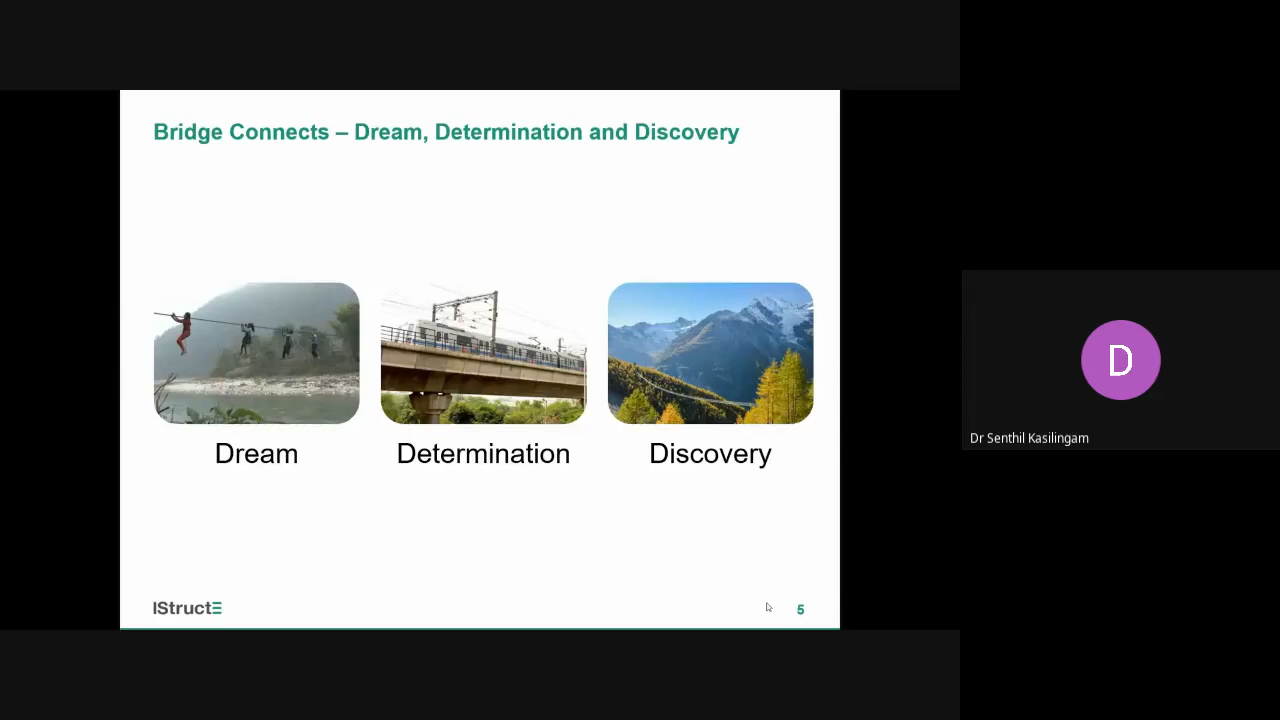 Bridge Connects – Dream, Determination and Discovery
Dream
Determination
Discovery
IStructE
5
D
Dr Senthil Kasilingam